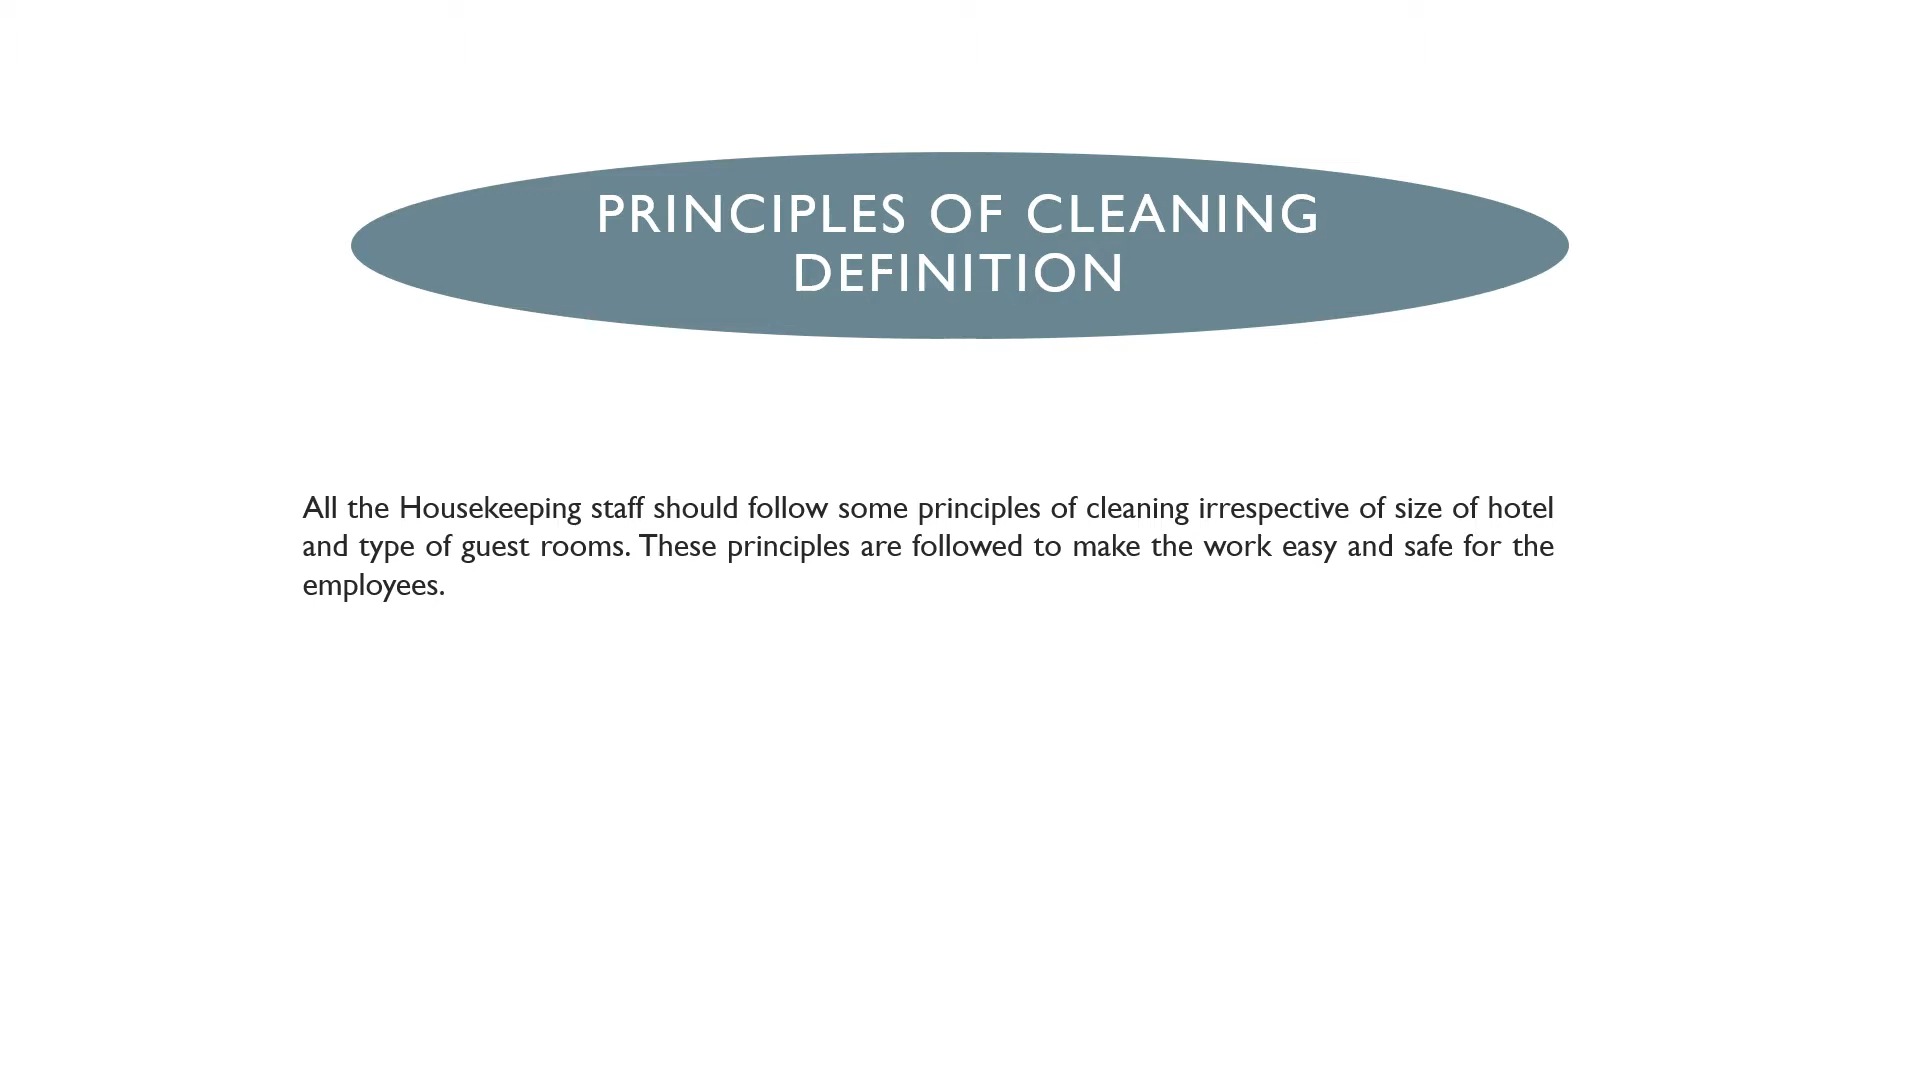 PRINCIPLES OF CLEANING
DEFINITION
All the Housekeeping staff should follow some principles of cleaning irrespective of size of hotel
and type of guest rooms. These principles are followed to make the work easy and safe for the
employees.